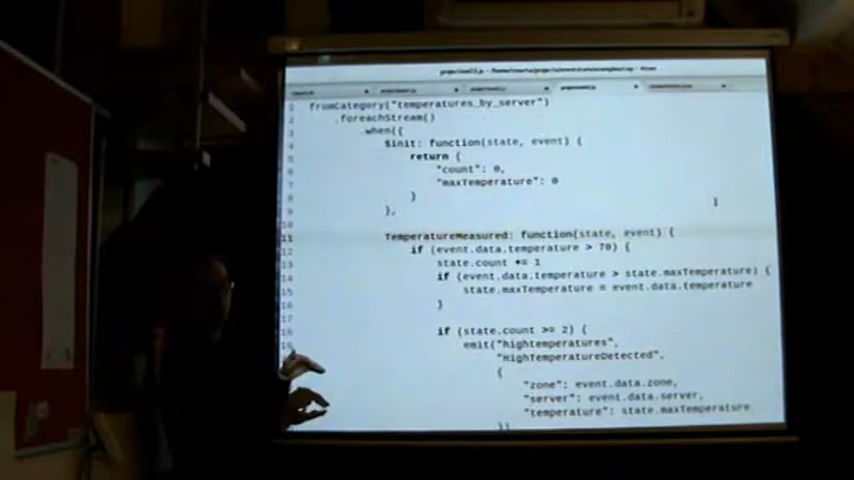 1 fromCategory("temperatures_by_server")
2 .foreachStream()
3 .when({
4 $init: function(state, event) {
5 return {
6 "count": 0,
7 "maxTemperature": 0
8 }
9 },
10
11 TemperatureMeasured: function(state, event) {
12 if (event.data.temperature > 70) {
13 state.count += 1
14 if (event.data.temperature > state.maxTemperature) {
15 state.maxTemperature = event.data.temperature
16 }
17
18 if (state.count >= 2) {
19 emit("hightemperatures",
"HighTemperatureDetected",
{
"zone": event.data.zone,
"server": event.data.server,
"temperature": state.maxTemperature
})